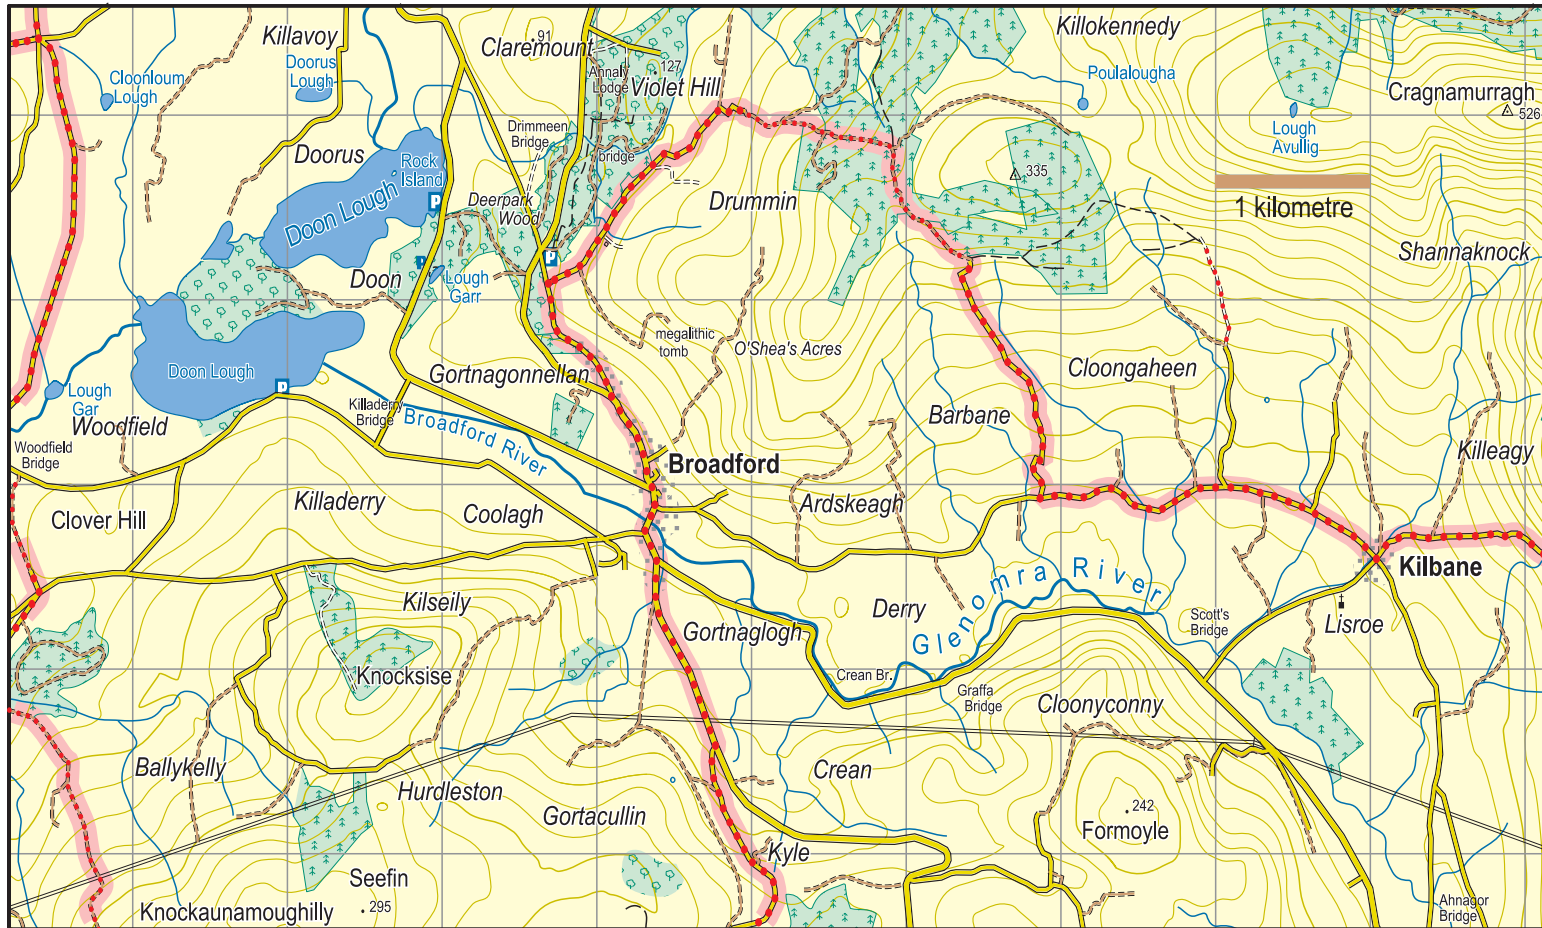 Killavoy
Claremount
91
Killokennedy
Doorus
Lough
Cloonloum
Lough
Annaly
Lodge
127
Violet Hill
Poulalougha
Cragnamurragh
526
Drimmeen
Bridge
bridge
Lough
Avullig
Doorus
Rock
Island
335
1 kilometre
Doon Lough
P
Deerpark
Wood
Drummin
Shannaknock
Doon
P
Lough
Garr
megalithic
tomb
O'Shea's Acres
Doon Lough
Gortnagonnellan
Cloongaheen
P
Lough
Gar
Killaderry
Bridge
Broadford River
Barbane
Woodfield
Woodfield
Bridge
Broadford
Killeagy
Killaderry
Coolagh
Ardskeagh
Clover Hill
Kilbane
Glenomra River
Kilseily
Derry
Scott's
Bridge
Lisroe
Gortnaglogh
Knocksise
Crean Br.
Graffa
Bridge
Cloonyconny
Ballykelly
Crean
Hurdleston
Gortacullin
242
Formoyle
Kyle
Seefin
295
Knockaunamoughilly
Ahnagor
Bridge